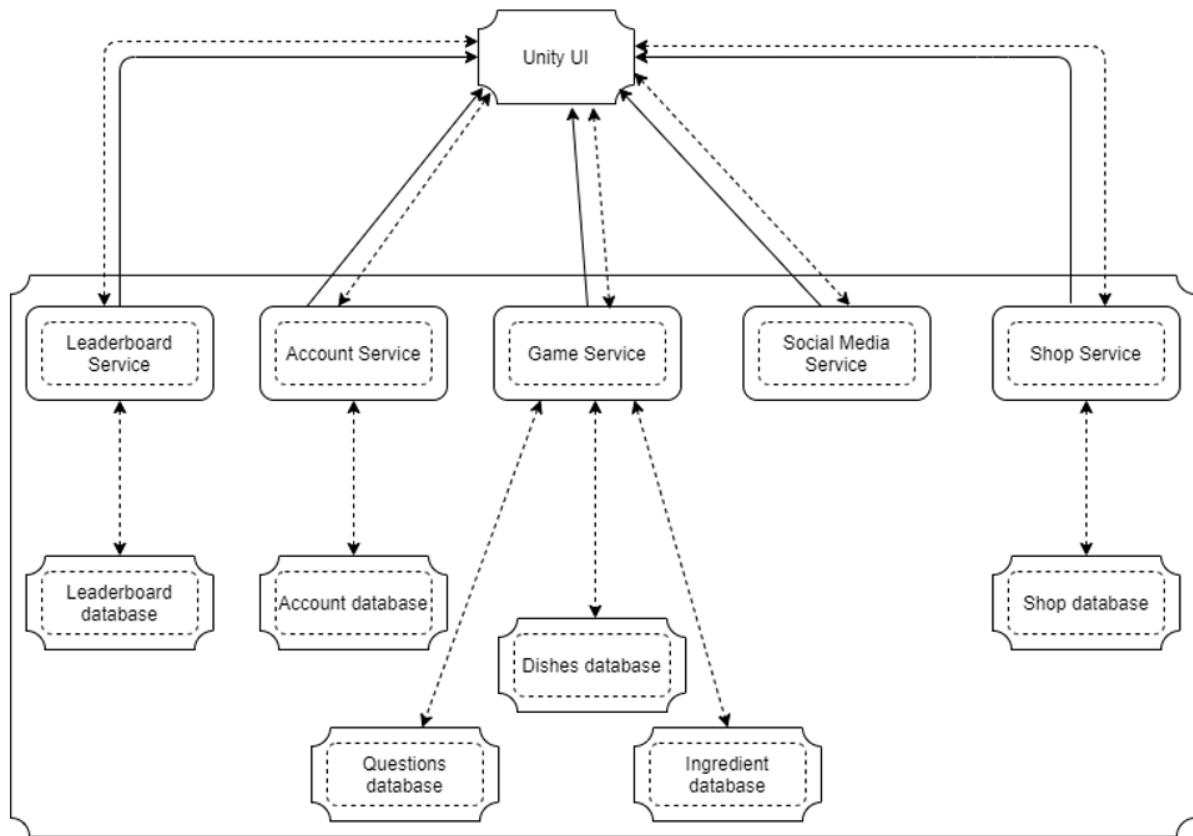 Unity UI
Leaderboard
Service
Account Service
Game Service
Social Media
Service
Shop Service
Leaderboard
database
Account database
Shop database
Dishes database
Questions
database
Ingredient
database